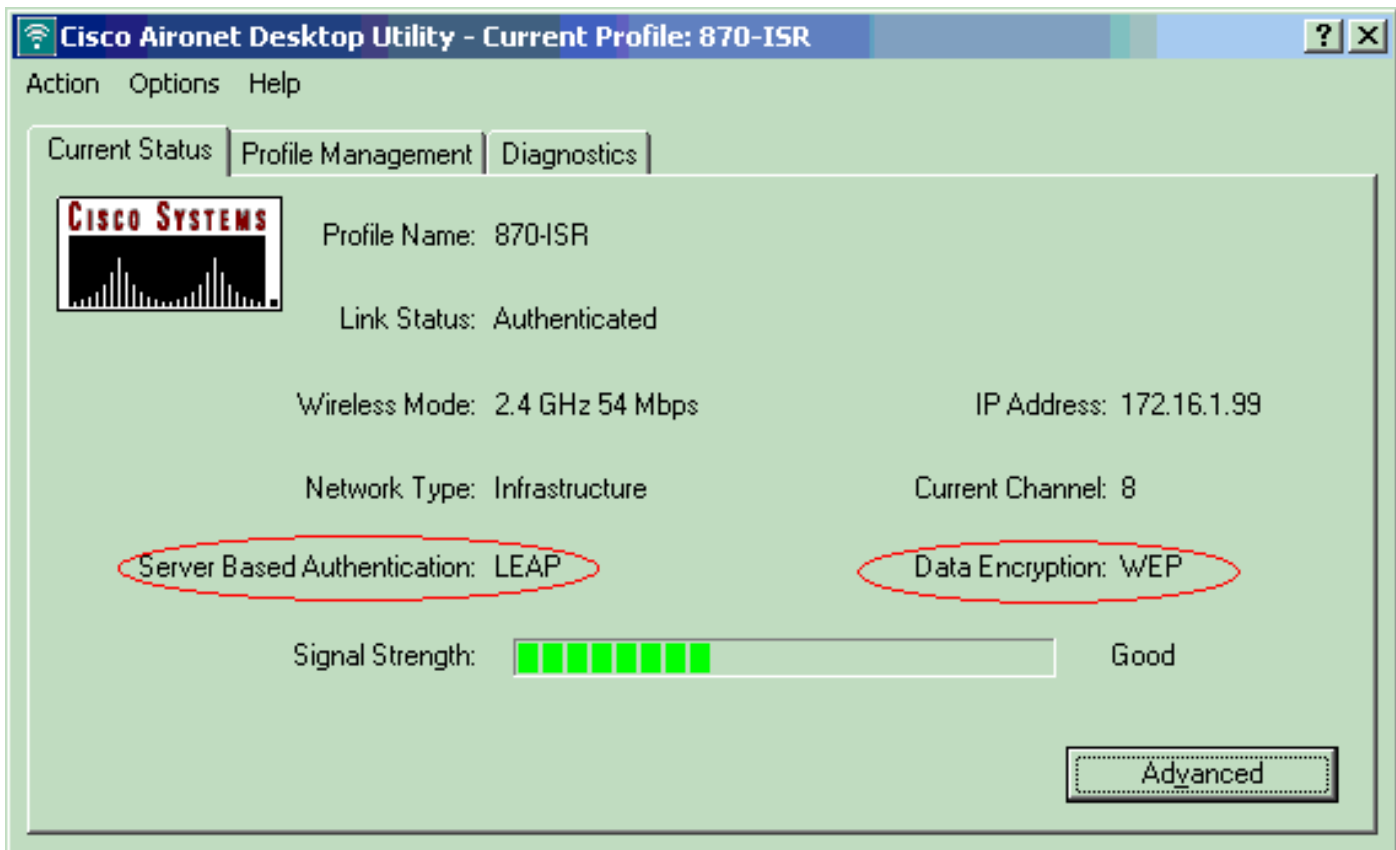 Cisco Aironet Desktop Utility - Current Profile: 870-ISR
? X
Action Options Help
Current Status Profile Management Diagnostics
CISCO SYSTEMS
Profile Name: 870-ISR
Link Status: Authenticated
Wireless Mode: 2.4 GHz 54 Mbps IP Address: 172.16.1.99
Network Type: Infrastructure Current Channel: 8
Server Based Authentication: LEAP Data Encryption: WEP
Signal Strength: Good
Advanced